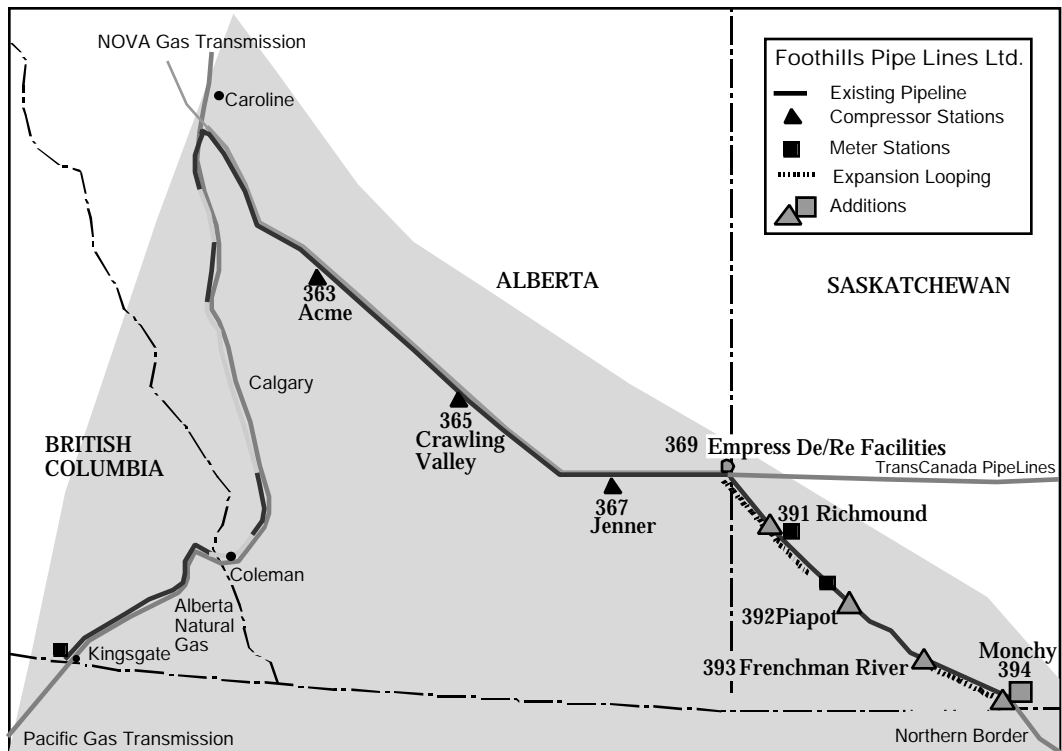 NOVA Gas Transmission
Caroline
Foothills Pipe Lines Ltd.
Existing Pipeline
Compressor Stations
Meter Stations
Expansion Looping
Additions
ALBERTA
SASKATCHEWAN
363
Acme
Calgary
365
Crawling
Valley
BRITISH
COLUMBIA
369 Empress De/Re Facilities
TransCanada PipeLines
367
Jenner
391 Richmound
Coleman
Alberta
Natural
Gas
392Piapot
Kingsgate
393 Frenchman River
Monchy
394
Pacific Gas Transmission
Northern Border